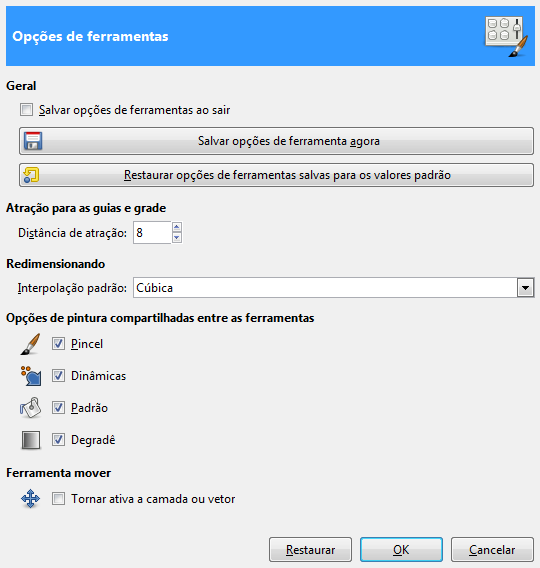 Opções de ferramentas
Geral
Salvar opções de ferramentas ao sair
Salvar opções de ferramenta agora
Restaurar opções de ferramentas salvas para os valores padrão
Atração para as guias e grade
Distância de atração: 8
Redimensionando
Interpolação padrão: Cúbica
Opções de pintura compartilhadas entre as ferramentas
Pincel
Dinâmicas
Padrão
Degradê
Ferramenta mover
Tornar ativa a camada ou vetor
Restaurar OK Cancelar